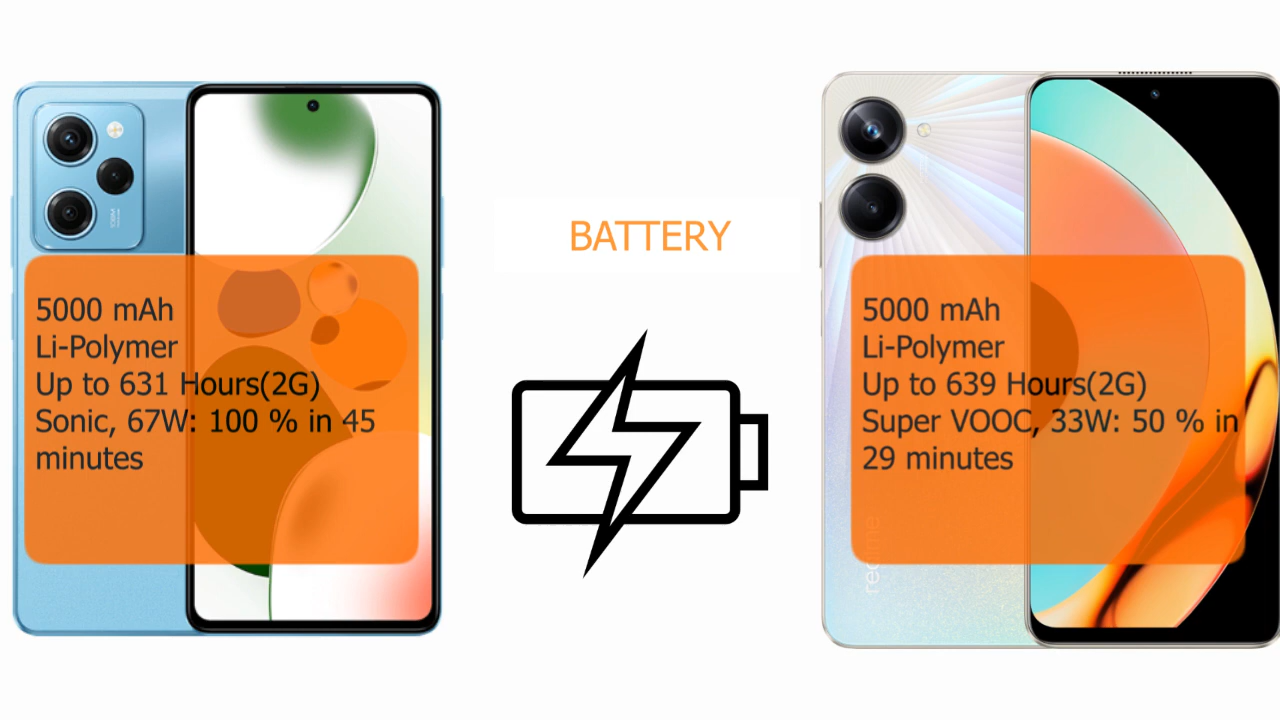 BATTERY
5000 mAh
Li-Polymer
Up to 631 Hours(2G)
Sonic, 67W: 100 % in 45
minutes
5000 mAh
Li-Polymer
Up to 639 Hours(2G)
Super VOOC, 33W: 50 % in
29 minutes
realme